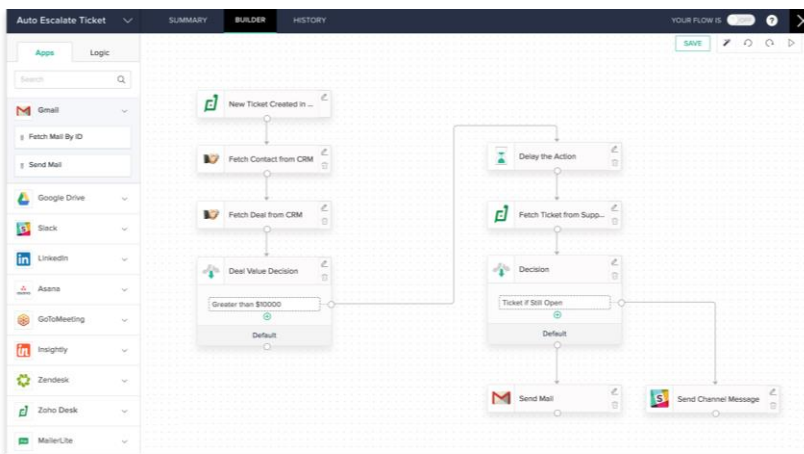 Auto Escalate Ticket
SUMMARY
BUILDER
HISTORY
YOUR FLOW IS
?
SAVE
Apps
Logic
Search
Gmail
Fetch Mail By ID
Send Mail
Google Drive
Slack
LinkedIn
Asana
GoToMeeting
Insightly
Zendesk
Zoho Desk
MailerLite
New Ticket Created in ...
Fetch Contact from CRM
Fetch Deal from CRM
Deal Value Decision
Greater than $10000
Default
Delay the Action
Fetch Ticket from Supp...
Decision
Ticket if Still Open
Default
Send Mail
Send Channel Message